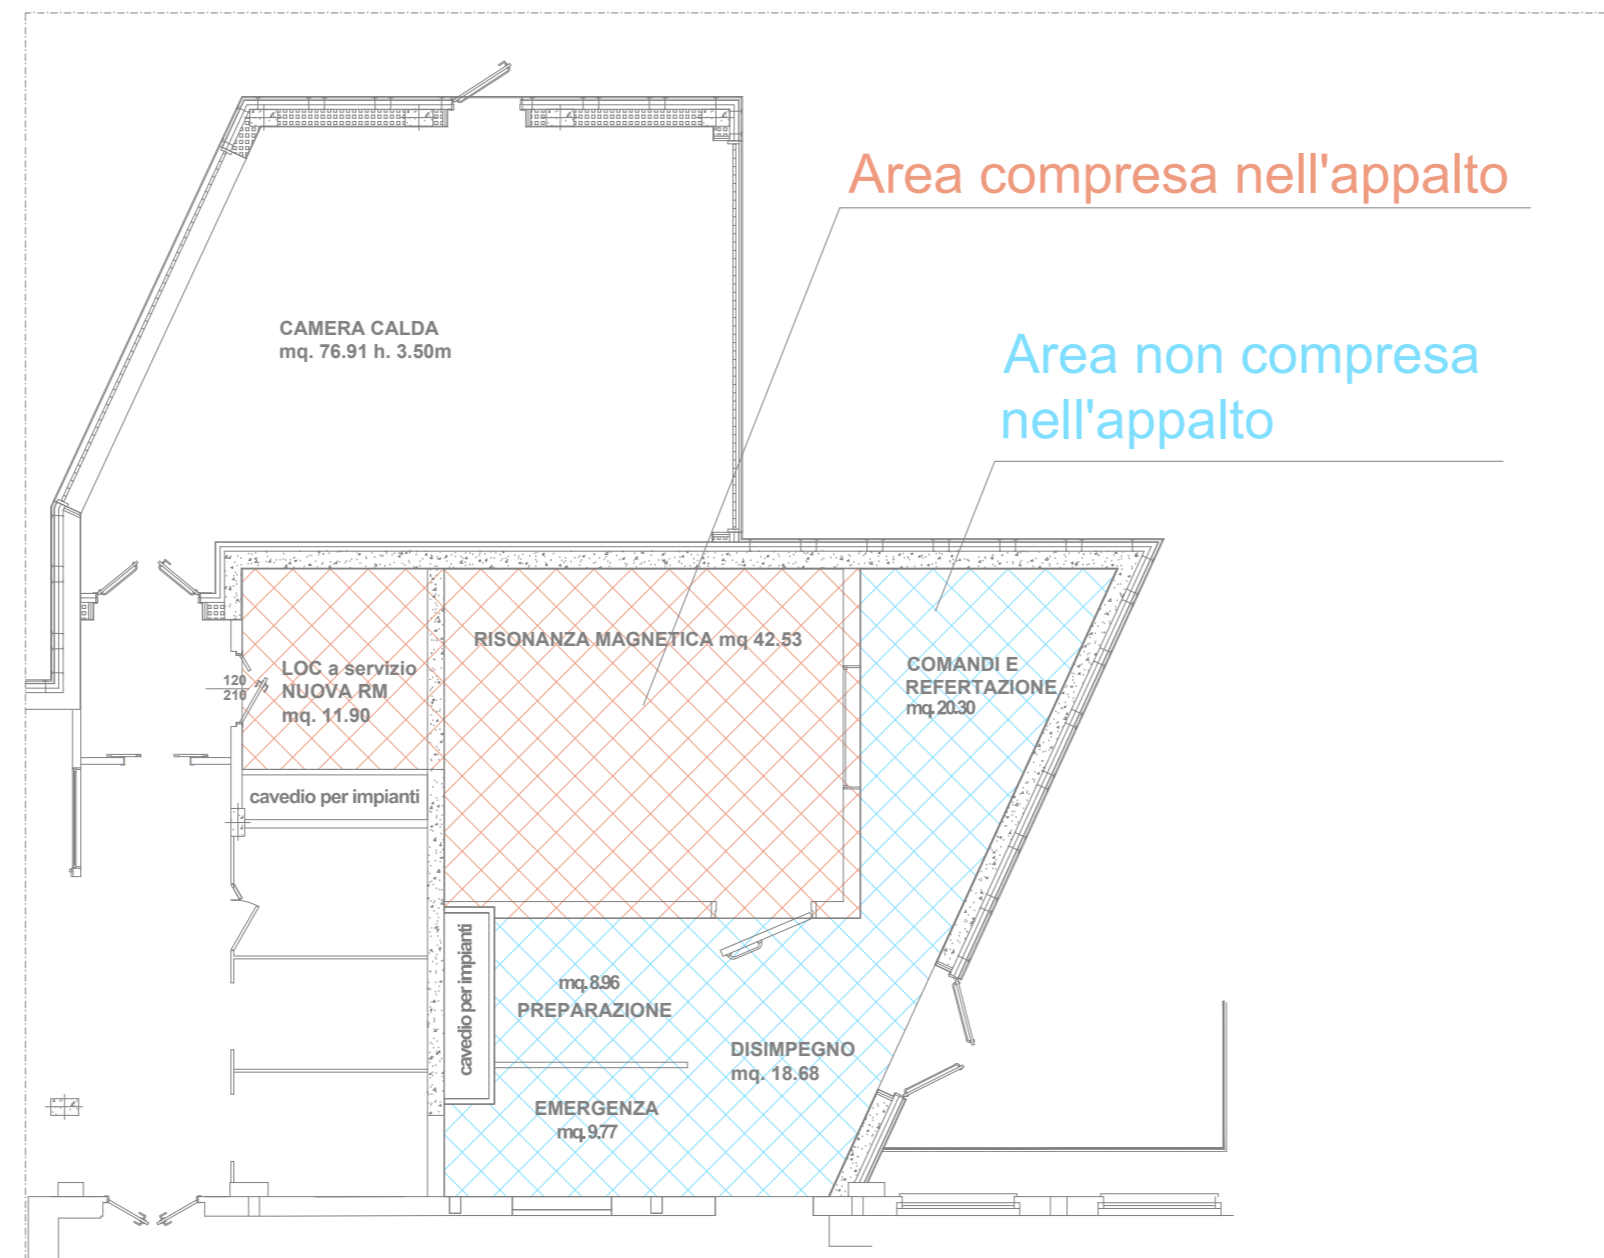 Area compresa nell'appalto
CAMERA CALDA
mq. 76.91 h. 3.50m
Area non compresa
nell'appalto
RISONANZA MAGNETICA mq 42.53
LOC a servizio
NUOVA RM
mq. 11.90
120
210
COMANDI E
REFERTAZIONE
mq.20.30
cavedio per impianti
cavedio per impianti
mq.8.96
PREPARAZIONE
DISIMPEGNO
mq. 18.68
EMERGENZA
mq.9.77